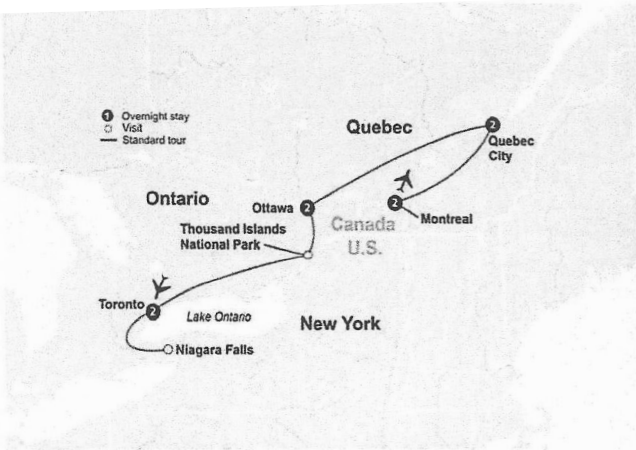 1 Overnight stay
Visit
Standard tour
Quebec
2
Quebec
City
Ontario
Ottawa 2
2
Montreal
Canada
U.S.
Thousand Islands
National Park
Toronto 2
Lake Ontario
New York
Niagara Falls